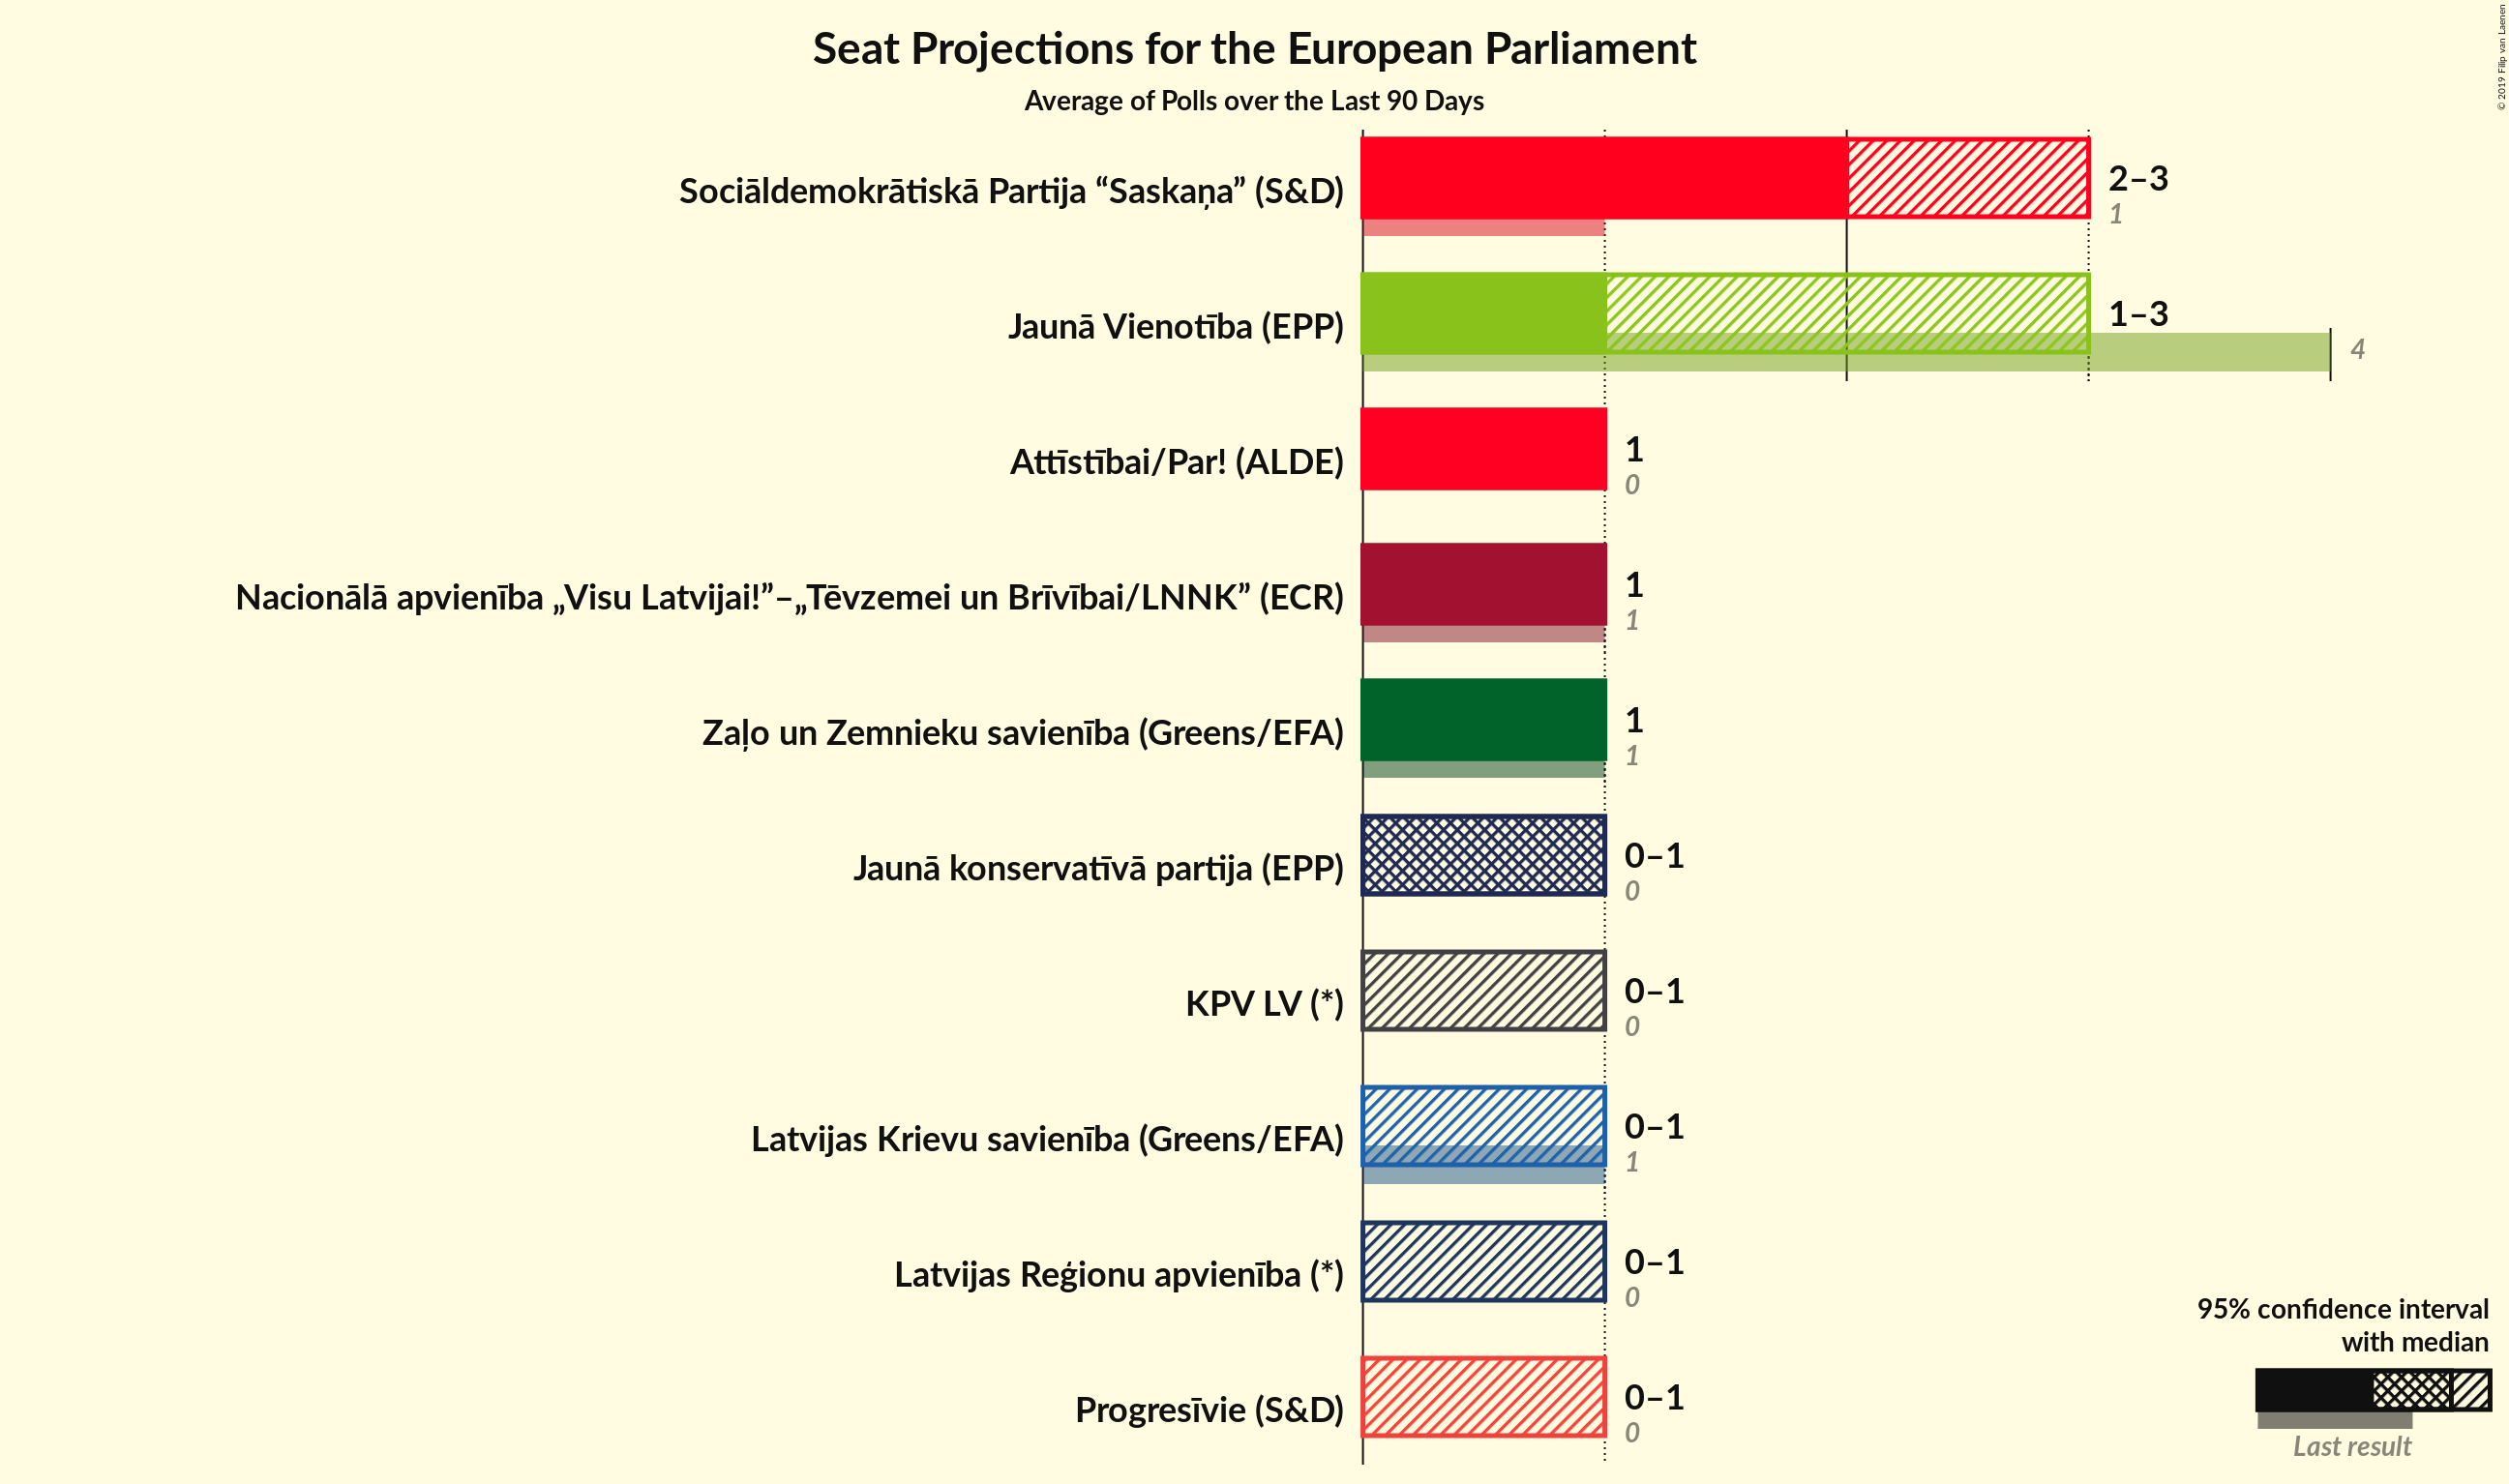 Seat Projections for the European Parliament
Average of Polls over the Last 90 Days
© 2019 Filip van Laenen
Sociāldemokrātiskā Partija “Saskaņa” (S&D)
2–3
1
Jaunā Vienotība (EPP)
1–3
4
Attīstībai/Par! (ALDE)
1
0
Nacionālā apvienība „Visu Latvijai!”–„Tēvzemei un Brīvībai/LNNK” (ECR)
1
1
Zaļo un Zemnieku savienība (Greens/EFA)
1
1
Jaunā konservatīvā partija (EPP)
0–1
0
KPV LV (*)
0–1
0
Latvijas Krievu savienība (Greens/EFA)
0–1
1
Latvijas Reģionu apvienība (*)
0–1
0
Progresīvie (S&D)
0–1
0
95% confidence interval
with median
Last result